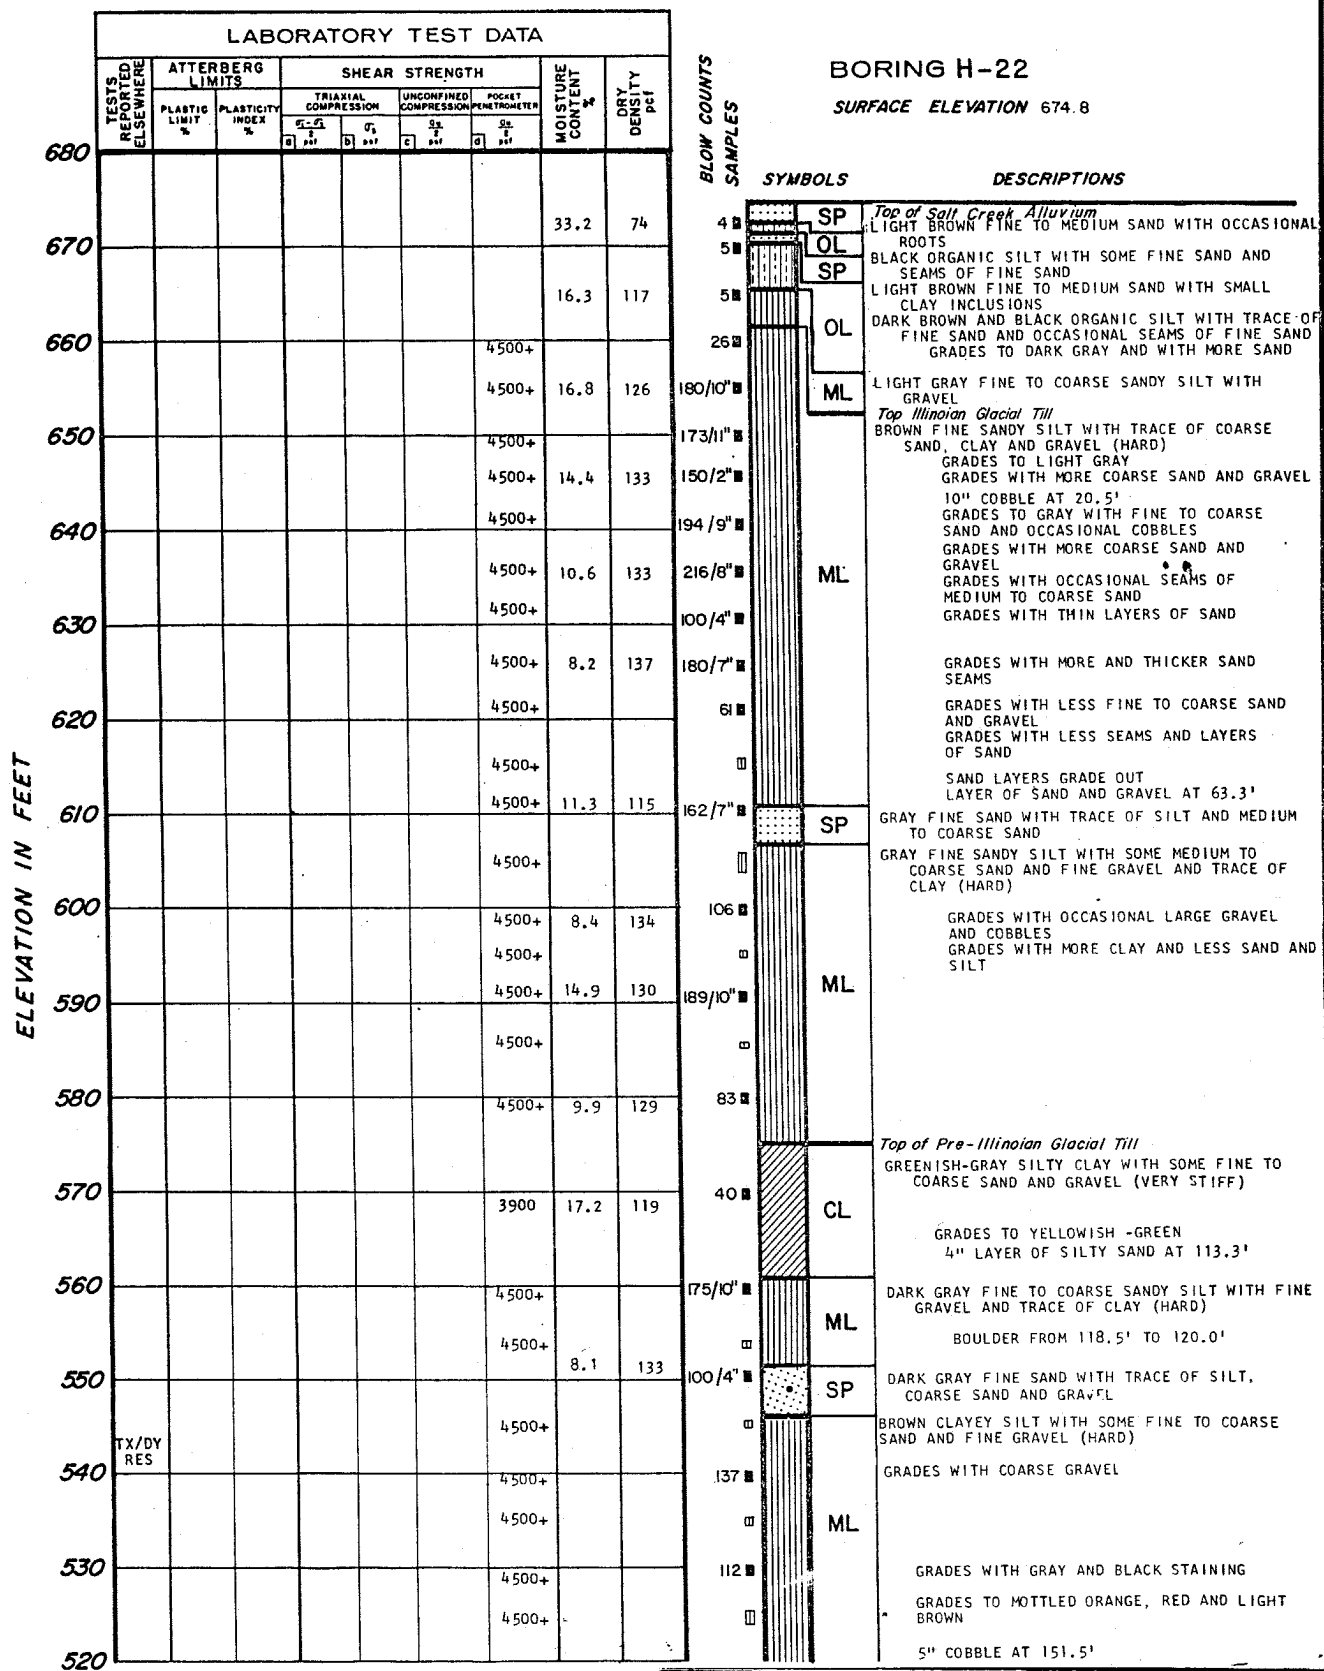 LABORATORY TEST DATA
TESTS REPORTED ELSEWHERE
ATTERBERG LIMITS
SHEAR STRENGTH
MOISTURE CONTENT %
DRY DENSITY pcf
PLASTIC LIMIT %
PLASTICITY INDEX %
TRIAXIAL COMPRESSION
UNCONFINED COMPRESSION
POCKET PENETROMETER
a psf
b psf
c psf
d psf
BLOW COUNTS
SAMPLES
BORING H-22
SURFACE ELEVATION 674.8
SYMBOLS DESCRIPTIONS
ELEVATION IN FEET
680
Top of Salt Creek Alluvium
33.2 74 4 SP LIGHT BROWN FINE TO MEDIUM SAND WITH OCCASIONAL
ROOTS
670 5 OL BLACK ORGANIC SILT WITH SOME FINE SAND AND
SEAMS OF FINE SAND
SP LIGHT BROWN FINE TO MEDIUM SAND WITH SMALL
CLAY INCLUSIONS
16.3 117 5
OL DARK BROWN AND BLACK ORGANIC SILT WITH TRACE OF
FINE SAND AND OCCASIONAL SEAMS OF FINE SAND
GRADES TO DARK GRAY AND WITH MORE SAND
660 4500+ 26
4500+ 16.8 126 180/10" ML LIGHT GRAY FINE TO COARSE SANDY SILT WITH
GRAVEL
Top Illinoian Glacial Till
650 4500+ 173/11" BROWN FINE SANDY SILT WITH TRACE OF COARSE
SAND, CLAY AND GRAVEL (HARD)
GRADES TO LIGHT GRAY
4500+ 14.4 133 150/2" GRADES WITH MORE COARSE SAND AND GRAVEL
10" COBBLE AT 20.5'
640 4500+ 194/9" GRADES TO GRAY WITH FINE TO COARSE
SAND AND OCCASIONAL COBBLES
GRADES WITH MORE COARSE SAND AND
GRAVEL
4500+ 10.6 133 216/8" ML GRADES WITH OCCASIONAL SEAMS OF
MEDIUM TO COARSE SAND
630 4500+ 100/4" GRADES WITH THIN LAYERS OF SAND
4500+ 8.2 137 180/7" GRADES WITH MORE AND THICKER SAND
SEAMS
620 4500+ 61 GRADES WITH LESS FINE TO COARSE SAND
AND GRAVEL
GRADES WITH LESS SEAMS AND LAYERS
OF SAND
4500+ SAND LAYERS GRADE OUT
LAYER OF SAND AND GRAVEL AT 63.3'
610 4500+ 11.3 115 162/7" SP GRAY FINE SAND WITH TRACE OF SILT AND MEDIUM
TO COARSE SAND
4500+ GRAY FINE SANDY SILT WITH SOME MEDIUM TO
COARSE SAND AND FINE GRAVEL AND TRACE OF
CLAY (HARD)
600 4500+ 8.4 134 106 GRADES WITH OCCASIONAL LARGE GRAVEL
AND COBBLES
4500+ GRADES WITH MORE CLAY AND LESS SAND AND
SILT
590 4500+ 14.9 130 189/10" ML
4500+
580 4500+ 9.9 129 83
Top of Pre-Illinoian Glacial Till
GREENISH-GRAY SILTY CLAY WITH SOME FINE TO
COARSE SAND AND GRAVEL (VERY STIFF)
570 3900 17.2 119 40 CL
GRADES TO YELLOWISH -GREEN
4" LAYER OF SILTY SAND AT 113.3'
560 4500+ 175/10" DARK GRAY FINE TO COARSE SANDY SILT WITH FINE
GRAVEL AND TRACE OF CLAY (HARD)
ML
4500+ BOULDER FROM 118.5' TO 120.0'
8.1 133
550 100/4" SP DARK GRAY FINE SAND WITH TRACE OF SILT,
COARSE SAND AND GRAVEL
4500+ BROWN CLAYEY SILT WITH SOME FINE TO COARSE
SAND AND FINE GRAVEL (HARD)
TX/DY
RES
540 4500+ 137 GRADES WITH COARSE GRAVEL
4500+ ML
530 4500+ 112 GRADES WITH GRAY AND BLACK STAINING
4500+ GRADES TO MOTTLED ORANGE, RED AND LIGHT
BROWN
5" COBBLE AT 151.5'
520